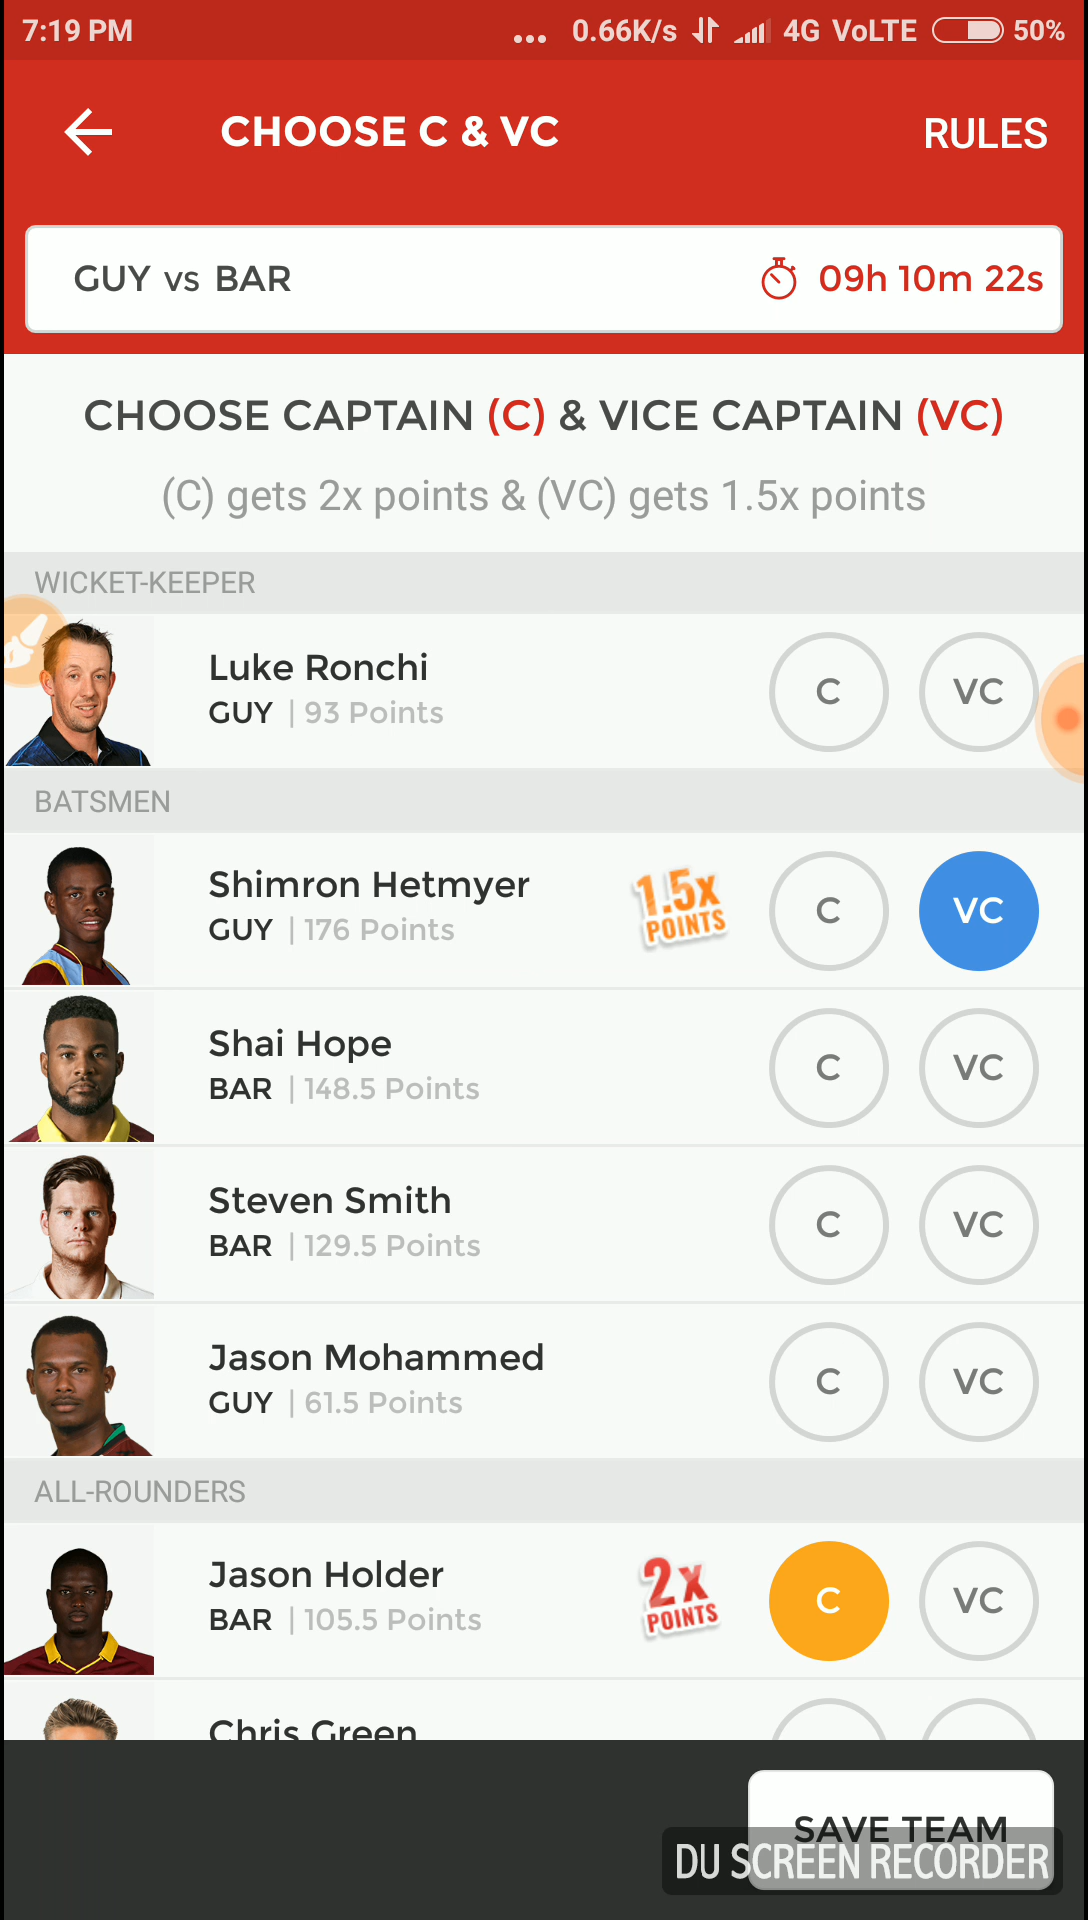 7:19 PM ... 0.66K/s 4G VoLTE 50%
CHOOSE C & VC RULES
GUY vs BAR 09h 10m 22s
CHOOSE CAPTAIN (C) & VICE CAPTAIN (VC)
(C) gets 2x points & (VC) gets 1.5x points
WICKET-KEEPER
Luke Ronchi
GUY | 93 Points
C VC
BATSMEN
Shimron Hetmyer
GUY | 176 Points
1.5x
POINTS
C VC
Shai Hope
BAR | 148.5 Points
C VC
Steven Smith
BAR | 129.5 Points
C VC
Jason Mohammed
GUY | 61.5 Points
C VC
ALL-ROUNDERS
Jason Holder
BAR | 105.5 Points
2x
POINTS
C VC
Chris Green
SAVE TEAM
DU SCREEN RECORDER